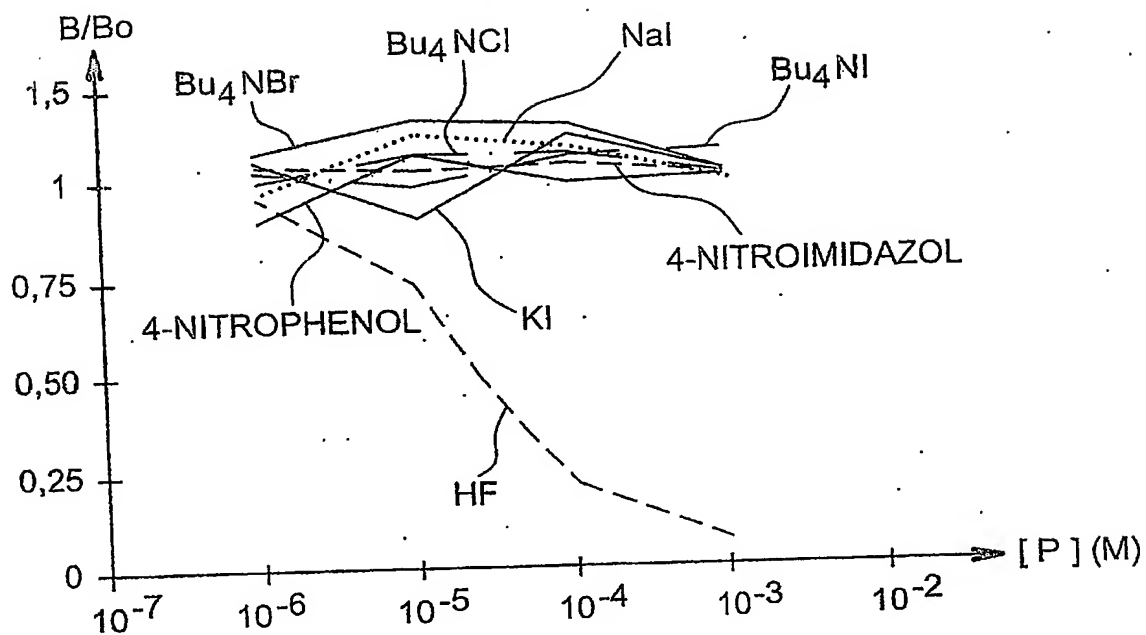 B/Bo
Bu4NCl
NaI
Bu4NBr
Bu4NI
1,5
1
4-NITROIMIDAZOL
0,75
4-NITROPHENOL
KI
0,50
0,25
HF
[ P ] (M)
0
10-7
10-6
10-5
10-4
10-3
10-2